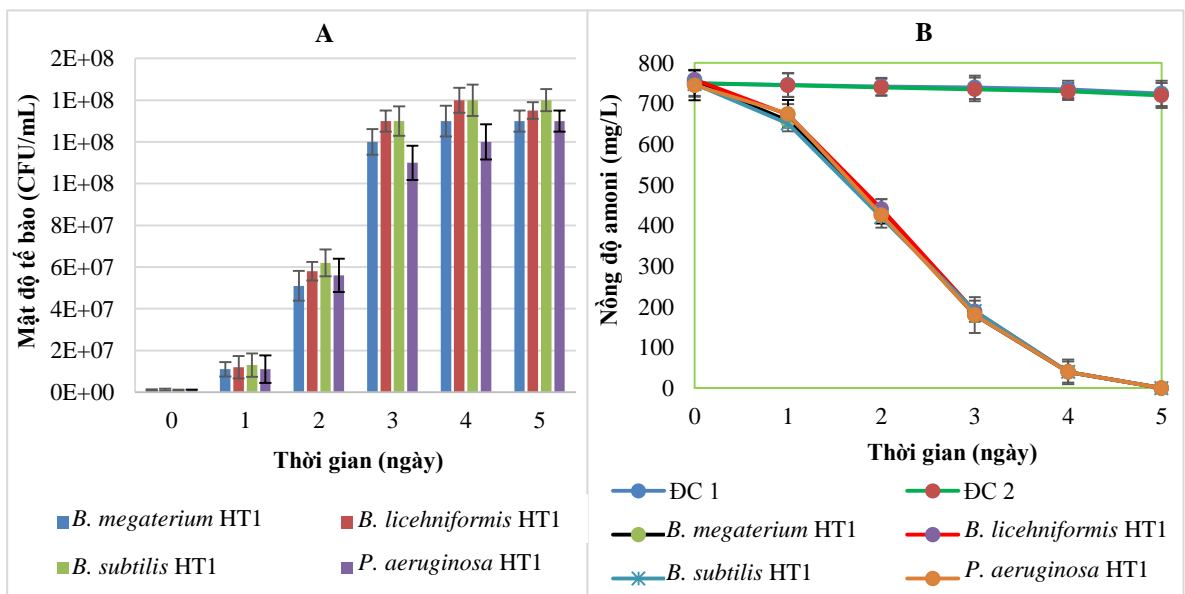 A
Mật độ tế bào (CFU/mL)
2E+08
1E+08
1E+08
1E+08
8E+07
6E+07
4E+07
2E+07
0E+00
0 1 2 3 4 5
Thời gian (ngày)
B. megaterium HT1
B. licehniformis HT1
B. subtilis HT1
P. aeruginosa HT1
B
Nồng độ amoni (mg/L)
800
700
600
500
400
300
200
100
0
0 1 2 3 4 5
Thời gian (ngày)
ĐC 1
ĐC 2
B. megaterium HT1
B. licehniformis HT1
B. subtilis HT1
P. aeruginosa HT1